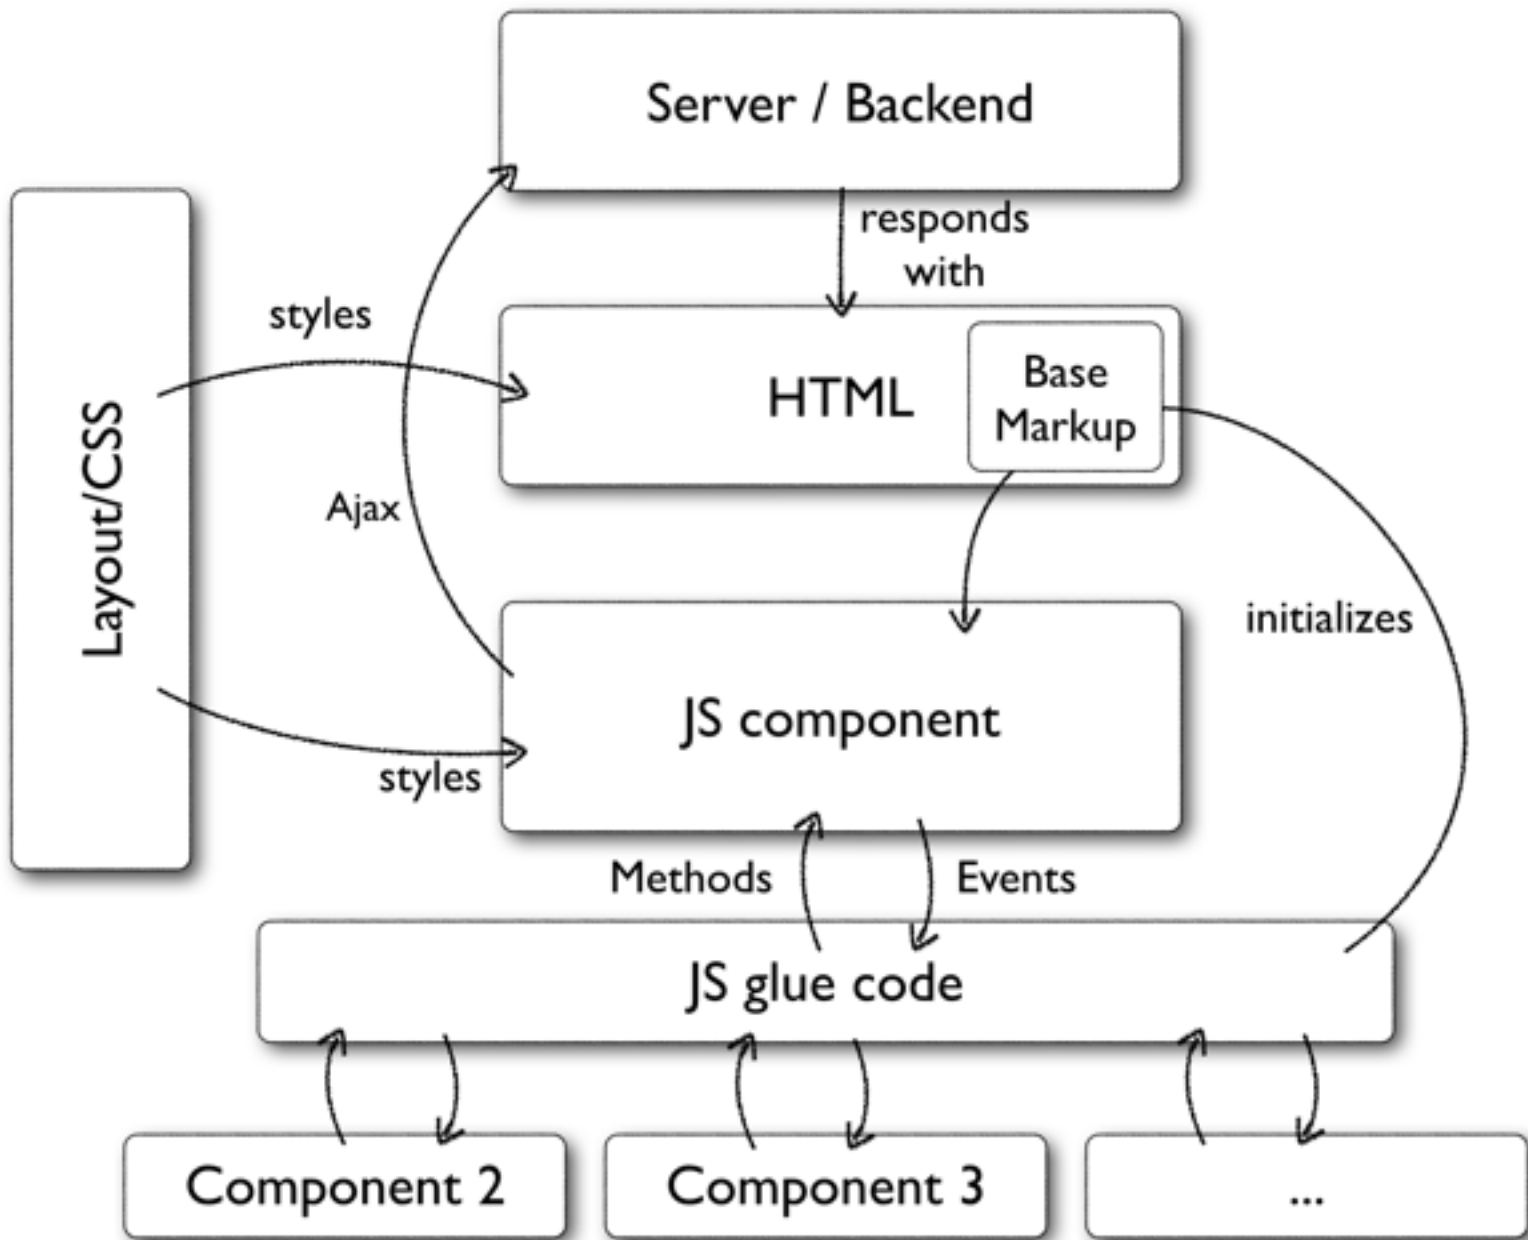 Server / Backend
responds
with
styles
HTML
Base
Markup
Layout/CSS
Ajax
initializes
JS component
styles
Methods
Events
JS glue code
Component 2
Component 3
...